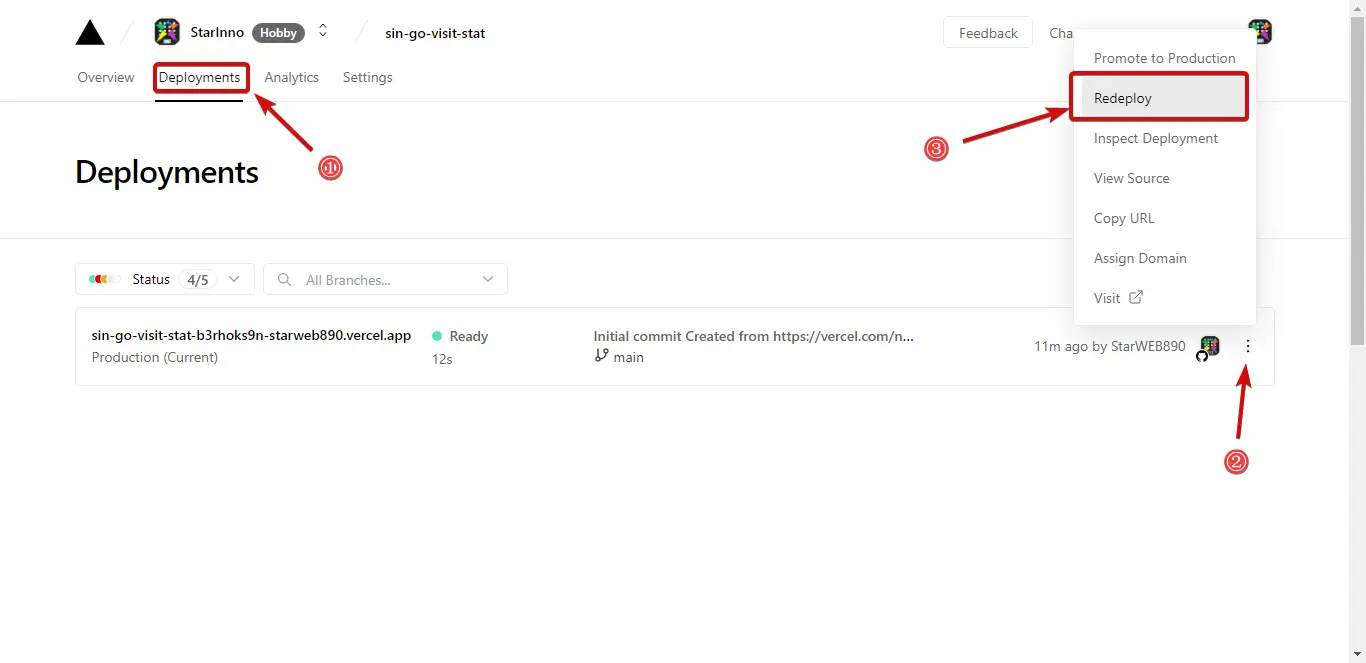 StarInno Hobby sin-go-visit-stat Feedback Cha
Overview Deployments Analytics Settings
Promote to Production
Redeploy
Inspect Deployment
View Source
Copy URL
Assign Domain
Visit
①
③
Deployments
Status 4/5 All Branches...
sin-go-visit-stat-b3rhoks9n-starweb890.vercel.app Ready Initial commit Created from https://vercel.com/n...
Production (Current) 12s main
11m ago by StarWEB890
②